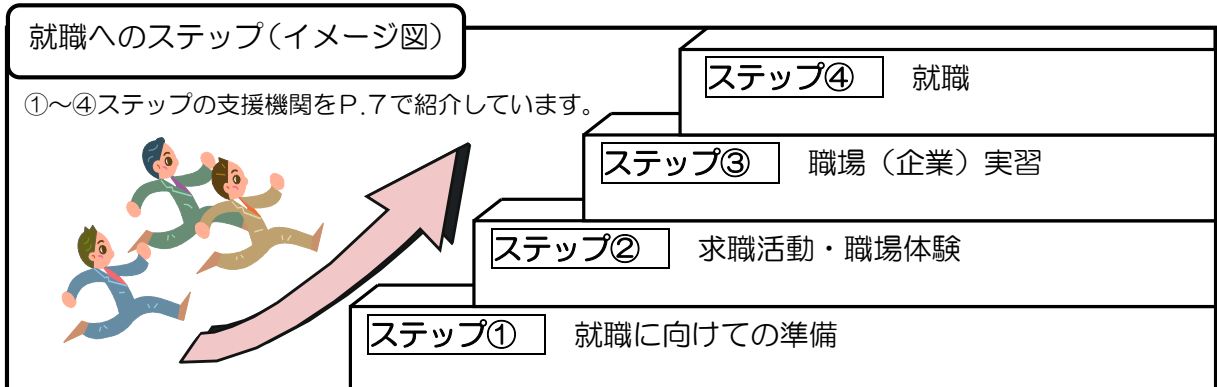 就職へのステップ（イメージ図）
①～④ステップの支援機関をＰ.７で紹介しています。
ステップ④　就職
ステップ③　職場（企業）実習
ステップ②　求職活動・職場体験
ステップ①　就職に向けての準備